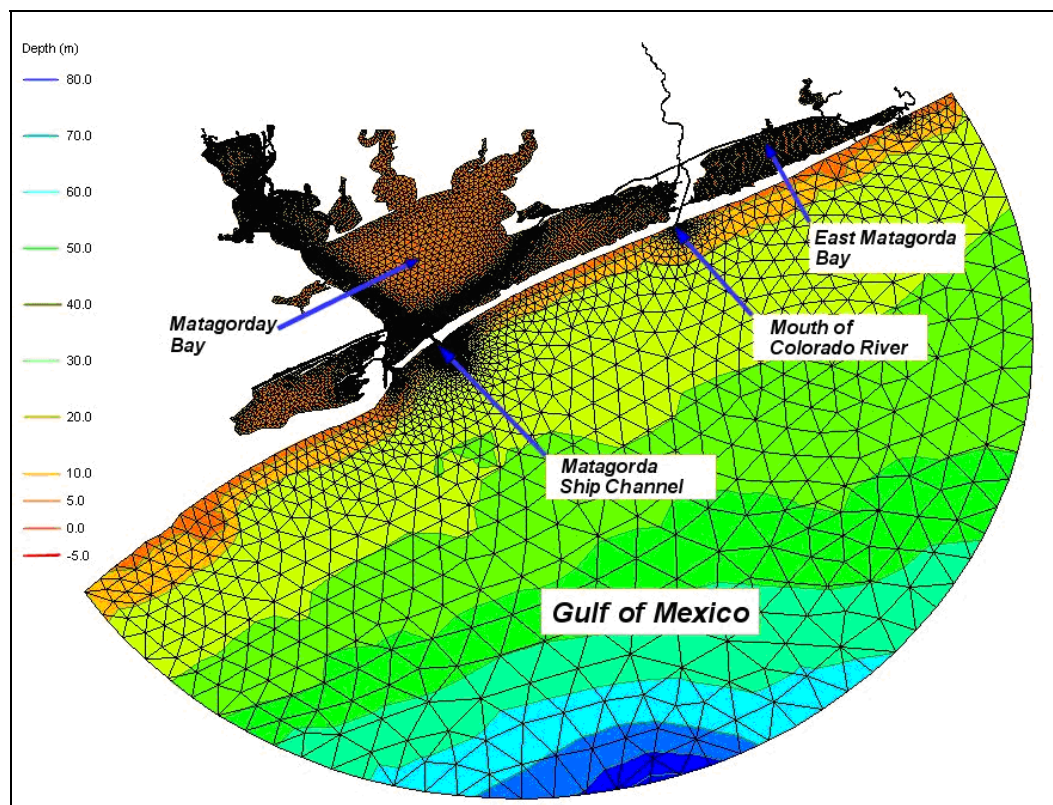 Depth (m)
80.0
70.0
60.0
50.0
40.0
30.0
20.0
10.0
5.0
0.0
-5.0
East Matagorda
Bay
Matagorday
Bay
Mouth of
Colorado River
Matagorda
Ship Channel
Gulf of Mexico